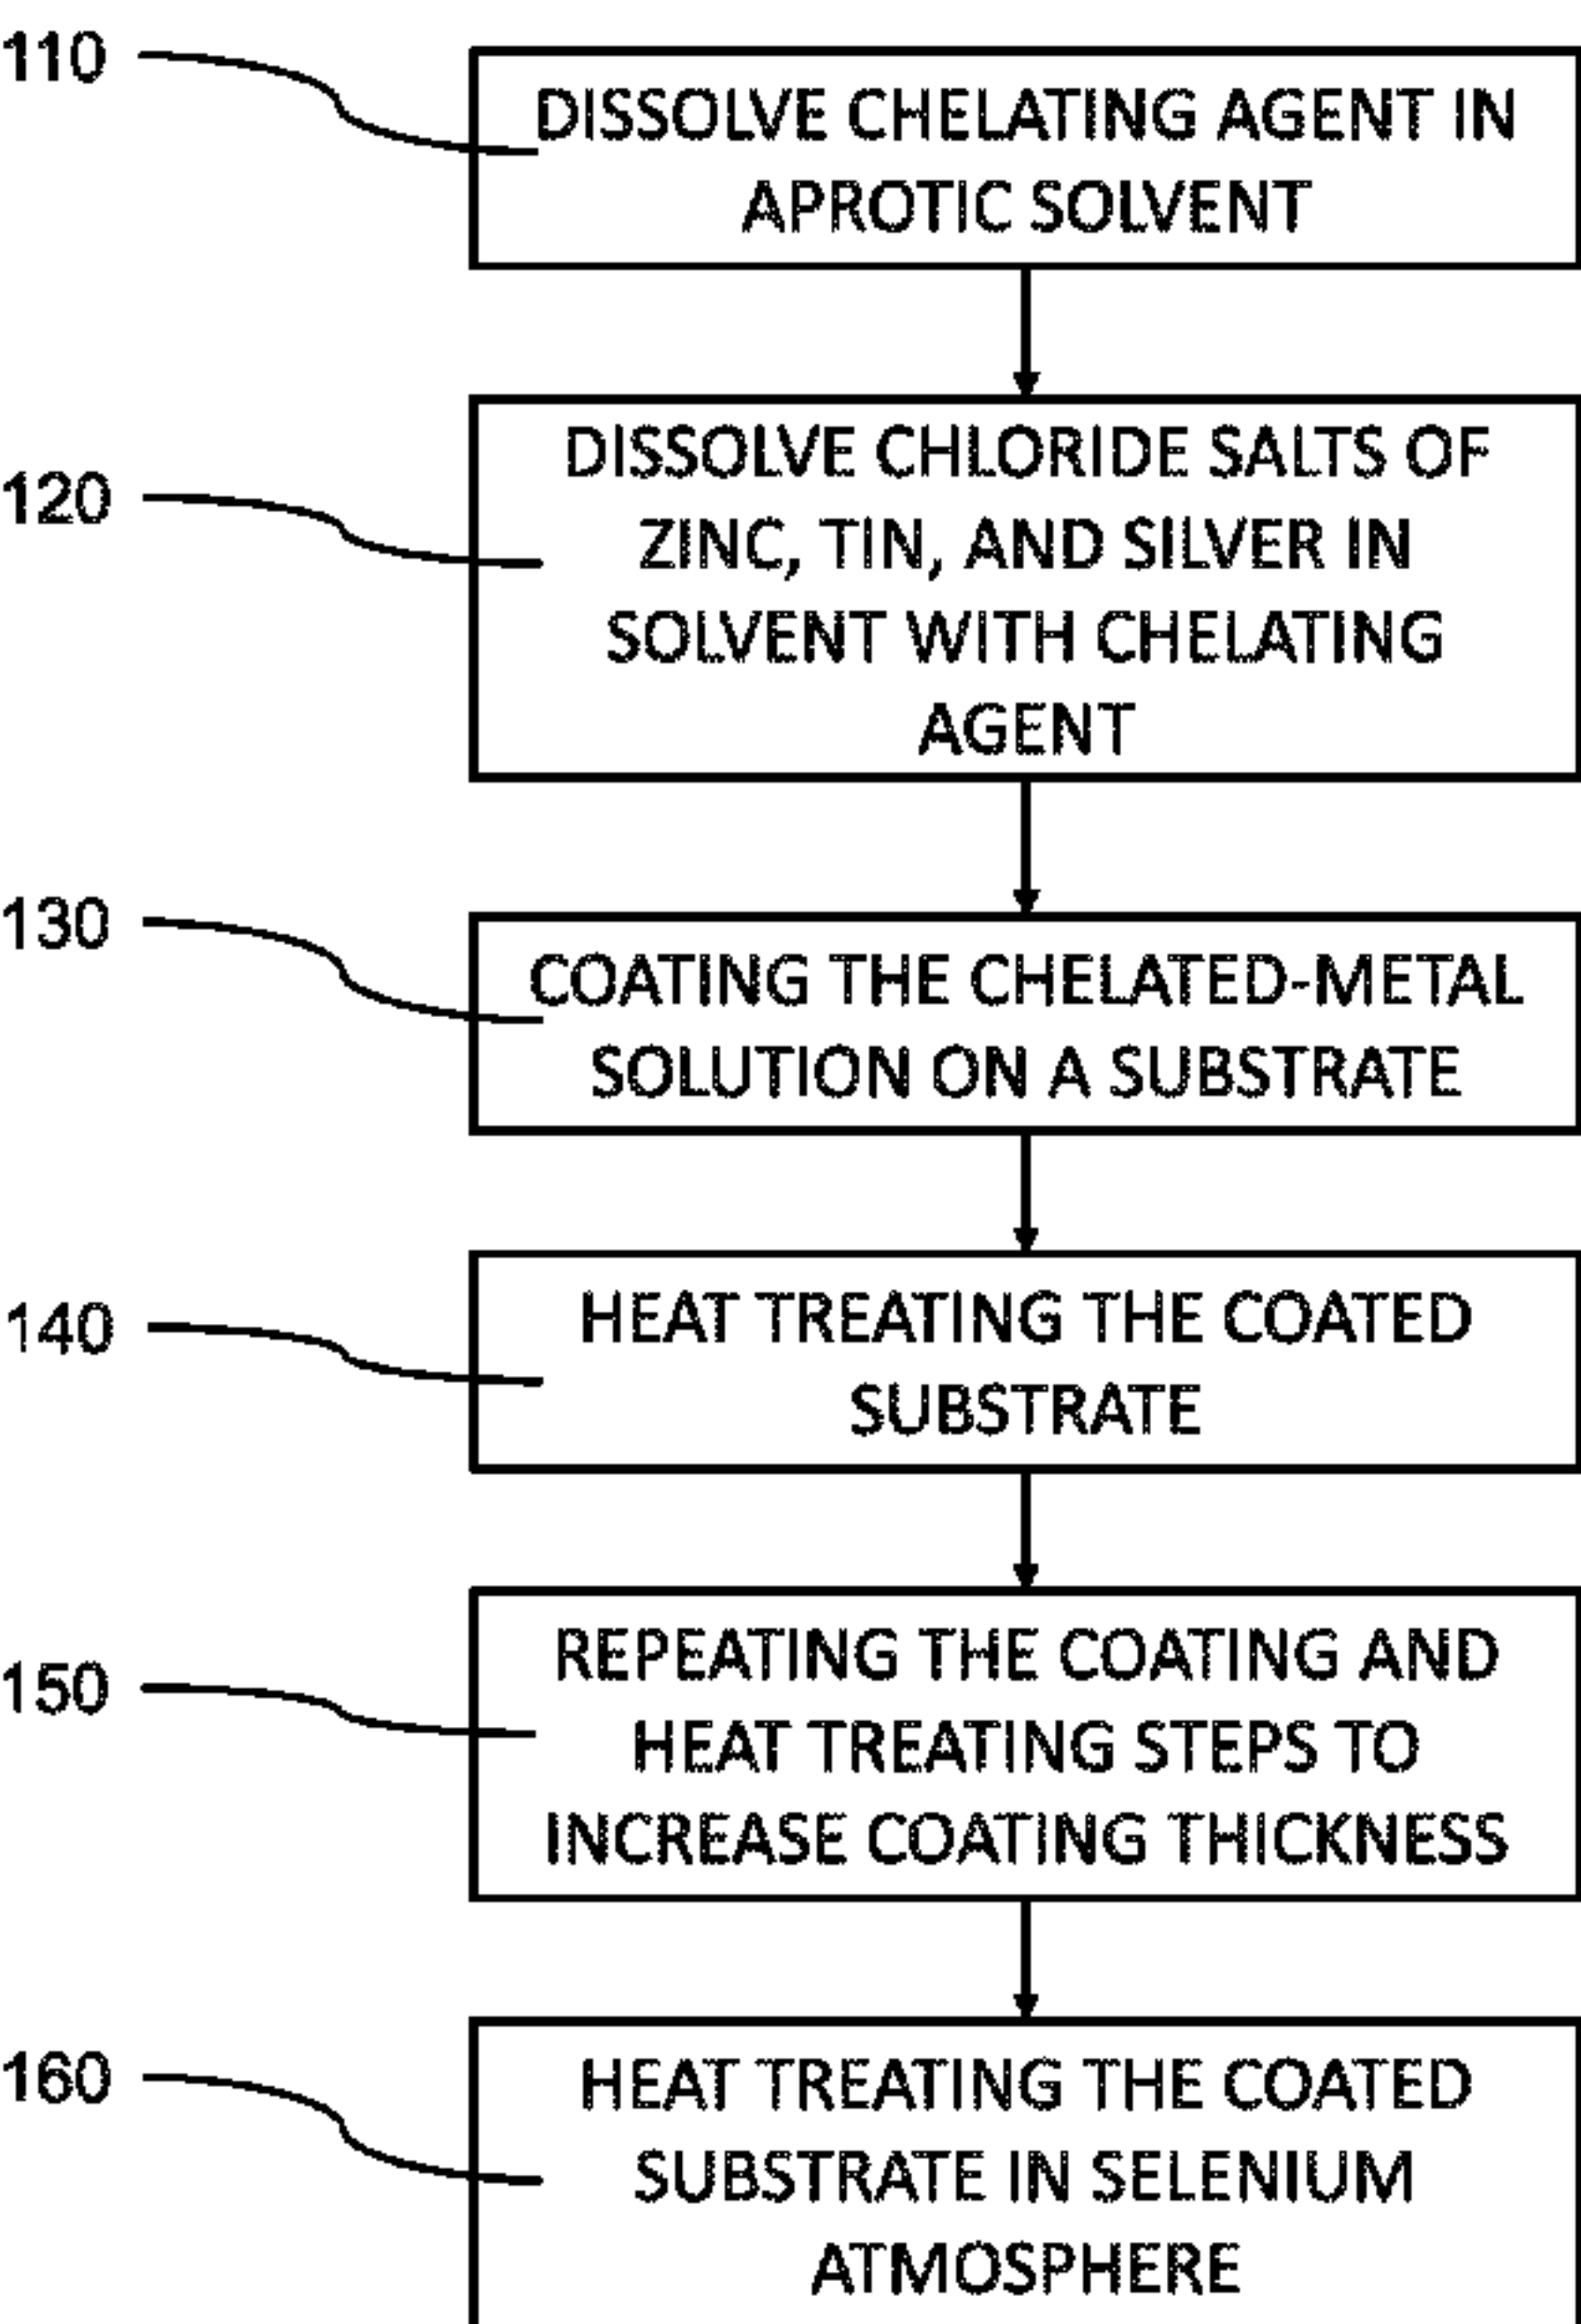 110
DISSOLVE CHELATING AGENT IN
APROTIC SOLVENT
120
DISSOLVE CHLORIDE SALTS OF
ZINC, TIN, AND SILVER IN
SOLVENT WITH CHELATING
AGENT
130
COATING THE CHELATED-METAL
SOLUTION ON A SUBSTRATE
140
HEAT TREATING THE COATED
SUBSTRATE
150
REPEATING THE COATING AND
HEAT TREATING STEPS TO
INCREASE COATING THICKNESS
160
HEAT TREATING THE COATED
SUBSTRATE IN SELENIUM
ATMOSPHERE